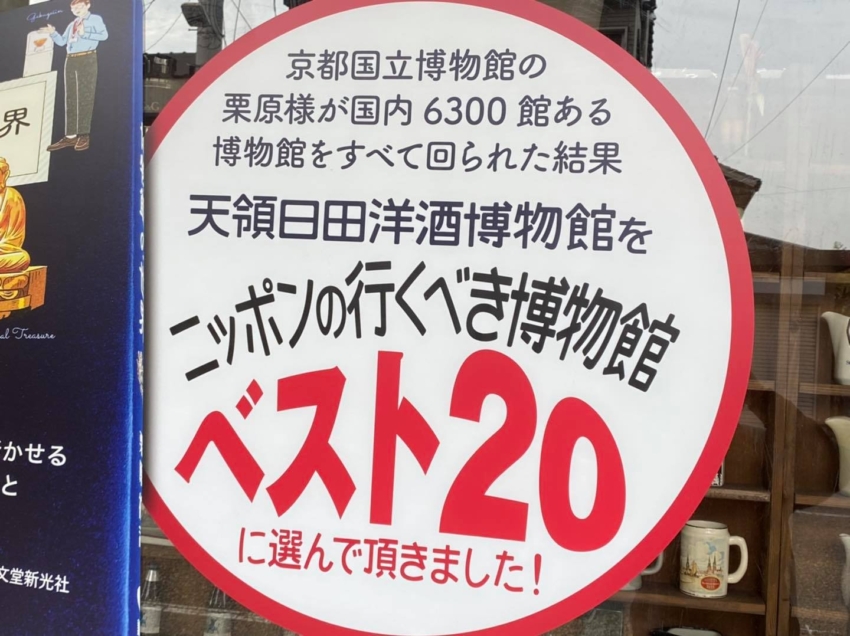 京都国立博物館の
栗原様が国内6300館ある
博物館をすべて回られた結果
天領日田洋酒博物館を
ニッポンの行くべき博物館
ベスト20
に選んで頂きました!
界
Treasure
かせる
と
文堂新光社